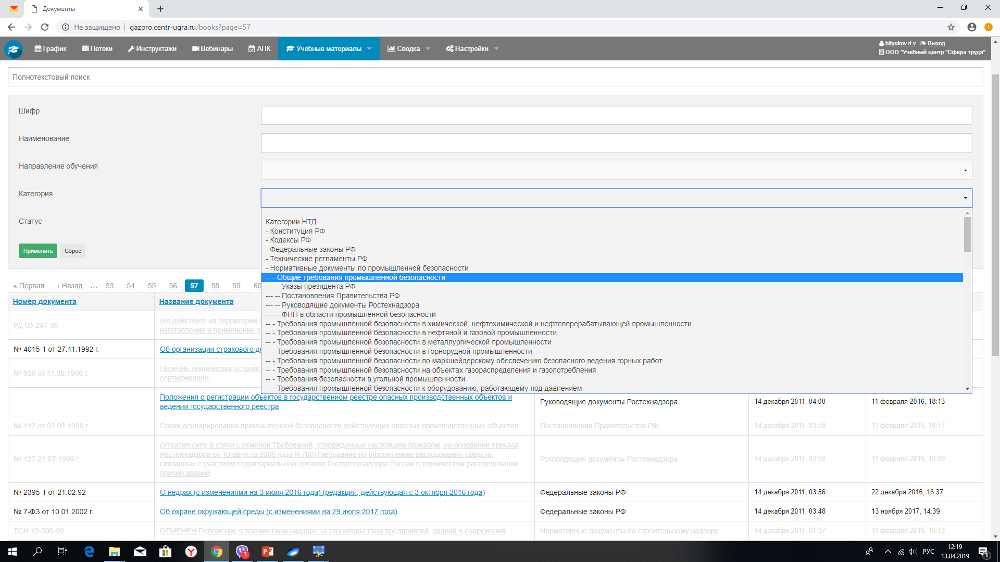 Документы
Не защищено gazpro.centr-ugra.ru/books?page=57
График Потоки Инструктажи Вебинары АПК Учебные материалы Сводка Настройки
bityukov.d.v Выход
ООО "Учебный центр "Сфера труда"
Полнотекстовый поиск
Шифр
Наименование
Направление обучения
Категория
Статус
Применить Сброс
Категории НТД
- Конституция РФ
- Кодексы РФ
- Федеральные законы РФ
- Технические регламенты РФ
- Нормативные документы по промышленной безопасности
-- - Общие требования промышленной безопасности
--- -- Указы президента РФ
--- -- Постановления Правительства РФ
--- -- Руководящие документы Ростехнадзора
--- -- ФНП в области промышленной безопасности
-- - Требования промышленной безопасности в химической, нефтехимической и нефтеперерабатывающей промышленности
-- - Требования промышленной безопасности в нефтяной и газовой промышленности
-- - Требования промышленной безопасности в металлургической промышленности
-- - Требования промышленной безопасности в горнорудной промышленности
-- - Требования промышленной безопасности по маркшейдерскому обеспечению безопасного ведения горных работ
-- - Требования промышленной безопасности на объектах газораспределения и газопотребления
-- - Требования безопасности в угольной промышленности
-- - Требования промышленной безопасности к оборудованию, работающему под давлением
« Первая ‹ Назад … 53 54 55 56 57 58 59 60
Номер документа Название документа
РД 03-247-98 (не действует на территории
изготовление и применение
№ 4015-1 от 27.11.1992 г. Об организации страхового
№ 928 от 11.08.1998 г. Перечнь технических устройс
сертификации
Положения о регистрации объектов в государственном реестре опасных производственных объектов и
ведении государственного реестра
Руководящие документы Ростехнадзора 14 декабря 2011, 04:00 11 февраля 2016, 18:13
№ 142 от 02.02.1998 г. Сроки декларирования промышленной безопасности действующих опасных производственных объектов Постановления Правительства РФ 14 декабря 2011, 03:59 11 февраля 2016, 18:17
№ 127 21.07.1999 г.
(Утратил силу в связи с отменой Требований, утвержденных настоящим приказом, на основании приказа
Ростехнадзора от 10 августа 2006 года N 760)Требование по оформлению расходования средств,
связанных с участием территориальных органов Госгортехнадзора России в техническом расследовании
причин аварий
Руководящие документы Ростехнадзора 14 декабря 2011, 03:58 11 февраля 2016, 18:09
№ 2395-1 от 21.02.92 О недрах (с изменениями на 3 июля 2016 года) (редакция, действующая с 3 октября 2016 года) Федеральные законы РФ 14 декабря 2011, 03:56 22 декабря 2016, 16:37
№ 7-ФЗ от 10.01.2002 г. Об охране окружающей среды (с изменениями на 29 июля 2017 года) Федеральные законы РФ 14 декабря 2011, 03:48 13 ноября 2017, 14:39
ТСН 12-306-99 ОТМЕНЕН Положение о техническом надзоре за строительством предприятий, зданий и сооружений Нормативные документы по строительному надзору 14 декабря 2011, 01:37 11 февраля 2016, 18:13
3
РУС
12:19
13.04.2019
1